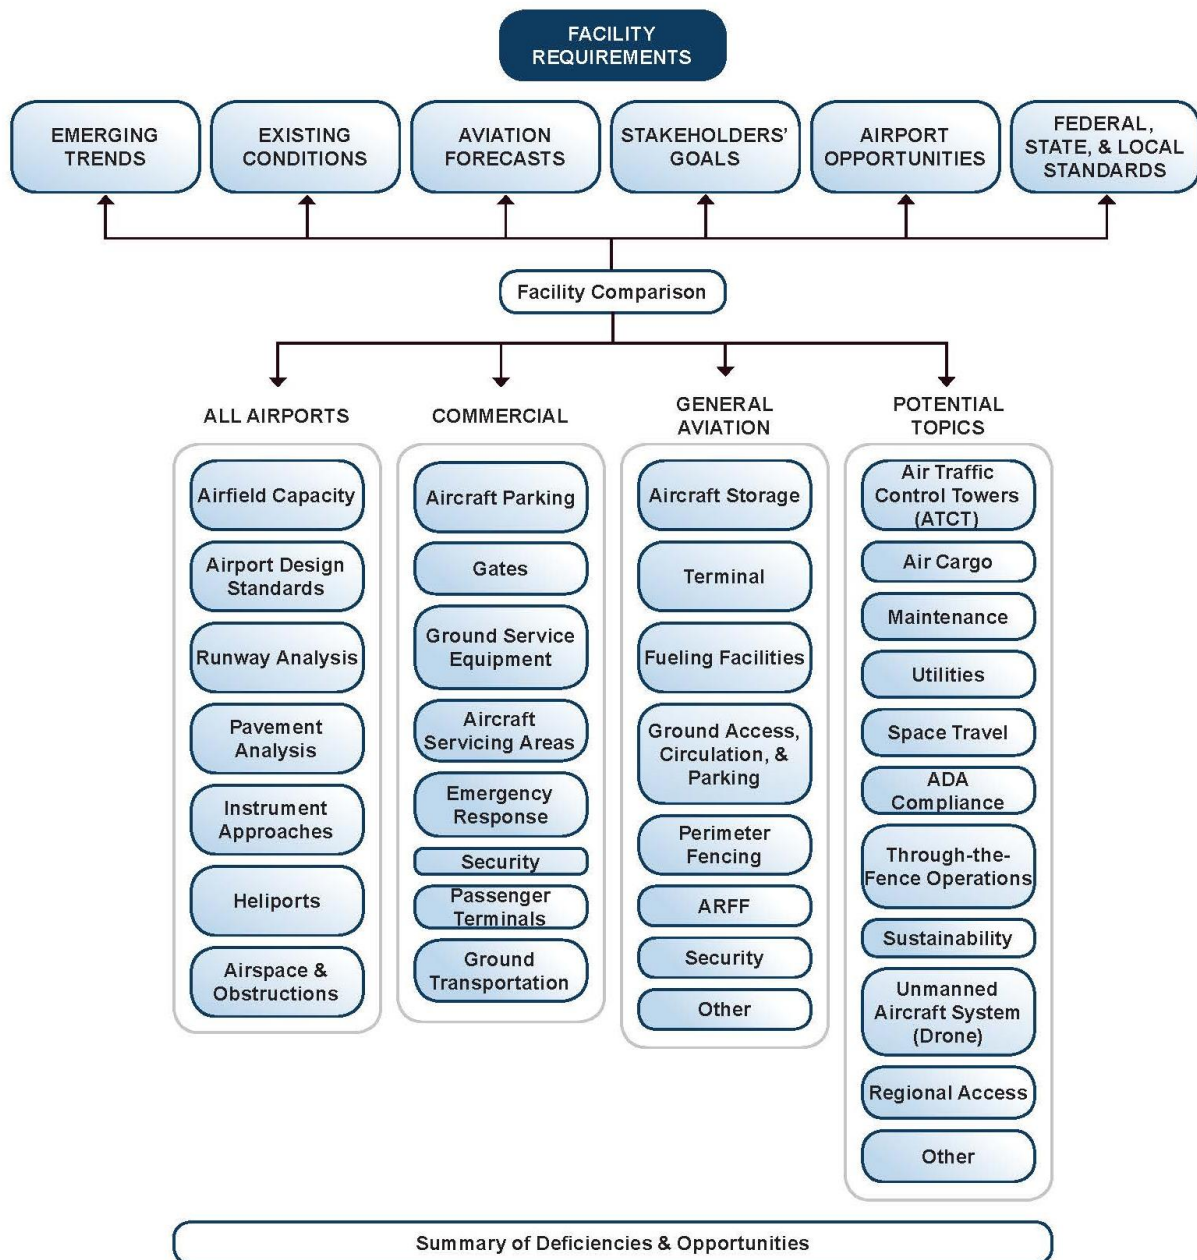 FACILITY
REQUIREMENTS
EMERGING
TRENDS
EXISTING
CONDITIONS
AVIATION
FORECASTS
STAKEHOLDERS’
GOALS
AIRPORT
OPPORTUNITIES
FEDERAL,
STATE, & LOCAL
STANDARDS
Facility Comparison
ALL AIRPORTS
Airfield Capacity
Airport Design
Standards
Runway Analysis
Pavement
Analysis
Instrument
Approaches
Heliports
Airspace &
Obstructions
COMMERCIAL
Aircraft Parking
Gates
Ground Service
Equipment
Aircraft
Servicing Areas
Emergency
Response
Security
Passenger
Terminals
Ground
Transportation
GENERAL
AVIATION
Aircraft Storage
Terminal
Fueling Facilities
Ground Access,
Circulation, &
Parking
Perimeter
Fencing
ARFF
Security
Other
POTENTIAL
TOPICS
Air Traffic
Control Towers
(ATCT)
Air Cargo
Maintenance
Utilities
Space Travel
ADA
Compliance
Through-the-
Fence Operations
Sustainability
Unmanned
Aircraft System
(Drone)
Regional Access
Other
Summary of Deficiencies & Opportunities